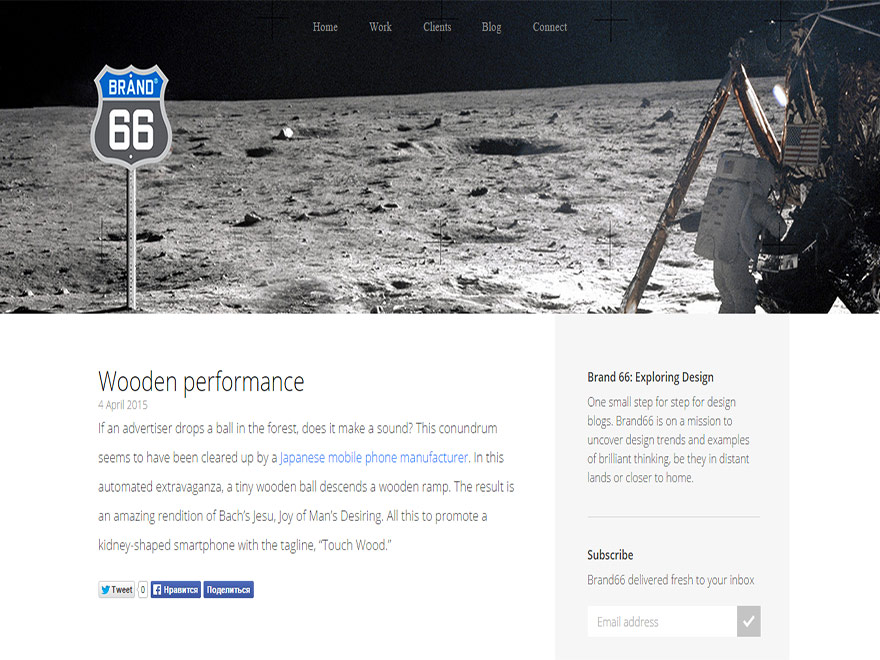 Home Work Clients Blog Connect
BRAND®
66
Wooden performance
4 April 2015
If an advertiser drops a ball in the forest, does it make a sound? This conundrum
seems to have been cleared up by a Japanese mobile phone manufacturer. In this
automated extravaganza, a tiny wooden ball descends a wooden ramp. The result is
an amazing rendition of Bach’s Jesu, Joy of Man’s Desiring. All this to promote a
kidney-shaped smartphone with the tagline, “Touch Wood.”
Tweet 0 Нравится Поделиться
Brand 66: Exploring Design
One small step for step for design
blogs. Brand66 is on a mission to
uncover design trends and examples
of brilliant thinking, be they in distant
lands or closer to home.
Subscribe
Brand66 delivered fresh to your inbox
Email address